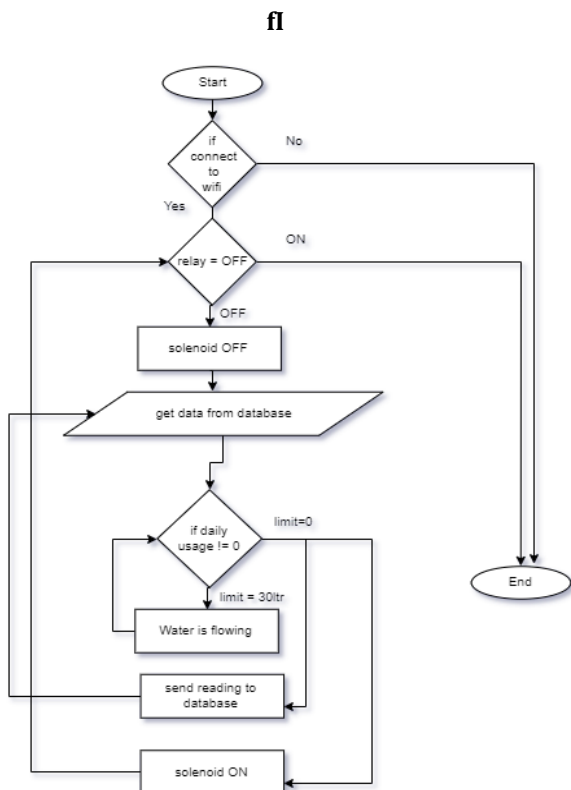 fI
Start
if
connect
to
wifi
No
Yes
relay = OFF
ON
OFF
solenoid OFF
get data from database
if daily
usage != 0
limit=0
limit = 30ltr
Water is flowing
End
send reading to
database
solenoid ON